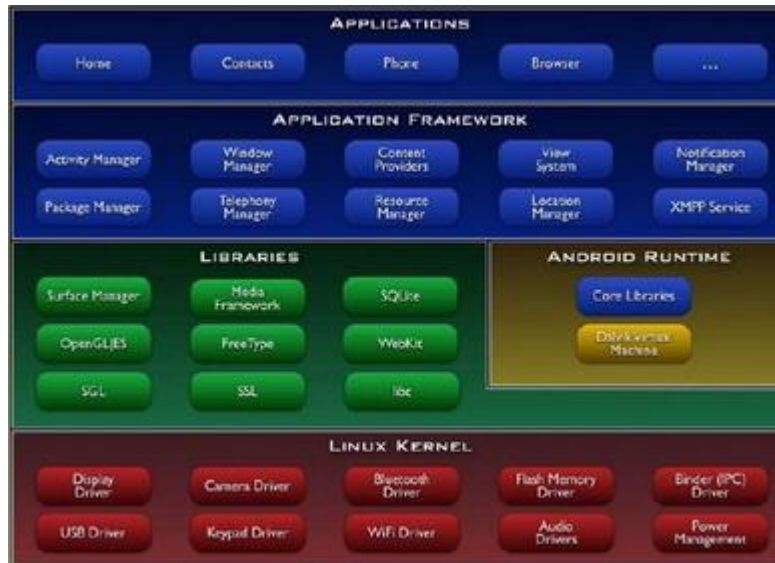 APPLICATIONS
Home
Contacts
Phone
Browser
...
APPLICATION FRAMEWORK
Activity Manager
Window
Manager
Content
Providers
View
System
Notification
Manager
Package Manager
Telephony
Manager
Resource
Manager
Location
Manager
XMPP Service
LIBRARIES
Surface Manager
Media
Framework
SQLite
OpenGL|ES
FreeType
WebKit
SGL
SSL
libc
ANDROID RUNTIME
Core Libraries
Dalvik Virtual
Machine
LINUX KERNEL
Display
Driver
Camera Driver
Bluetooth
Driver
Flash Memory
Driver
Binder (IPC)
Driver
USB Driver
Keypad Driver
WiFi Driver
Audio
Drivers
Power
Management